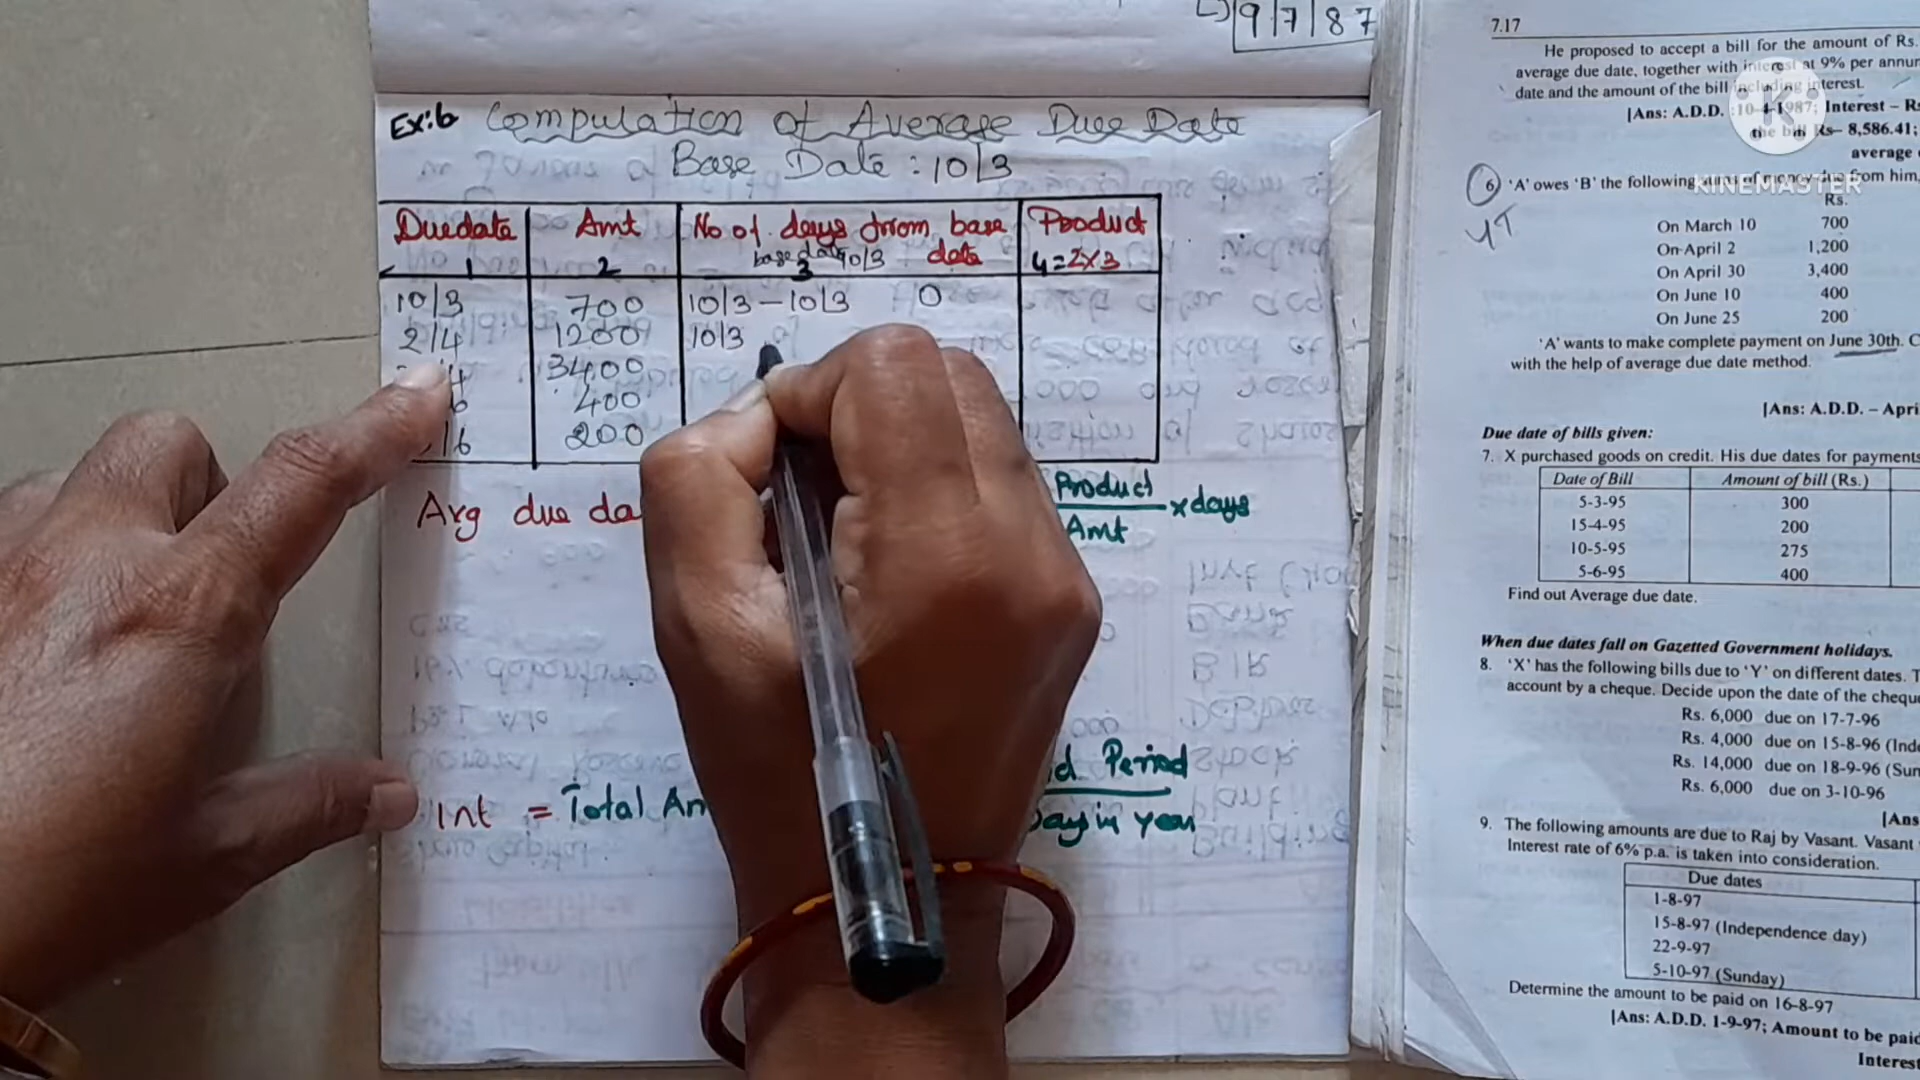 9/7/87
Ex:6 Computation of Average Due Date
Base Date : 10/3
Duedate Amt No of days from base date Product
base date 10/3
1 2 3 4=2x3
10/3 700 10/3 - 10/3 0
2/4 1200 10/3
3400
400
/6 200
Avg due da
Product
Amt
x days
d Period
Int = Total Am
Days in year
7.17
He proposed to accept a bill for the amount of Rs.
average due date, together with interest at 9% per annum
date and the amount of the bill including interest.
[Ans: A.D.D. :10-4-1987; Interest – Rs
the bill Rs– 8,586.41;
average
KINEMASTER
6) 'A' owes 'B' the following of money due from him,
Rs.
On March 10 700
On April 2 1,200
On April 30 3,400
On June 10 400
On June 25 200
YT
'A' wants to make complete payment on June 30th. C
with the help of average due date method.
[Ans: A.D.D. – Apri
Due date of bills given:
7. X purchased goods on credit. His due dates for payments
Date of Bill Amount of bill (Rs.)
5-3-95 300
15-4-95 200
10-5-95 275
5-6-95 400
Find out Average due date.
When due dates fall on Gazetted Government holidays.
8. 'X' has the following bills due to 'Y' on different dates. T
account by a cheque. Decide upon the date of the cheque
Rs. 6,000 due on 17-7-96
Rs. 4,000 due on 15-8-96 (Inde
Rs. 14,000 due on 18-9-96 (Sun
Rs. 6,000 due on 3-10-96
[Ans
9. The following amounts are due to Raj by Vasant. Vasant
Interest rate of 6% p.a. is taken into consideration.
Due dates
1-8-97
15-8-97 (Independence day)
22-9-97
5-10-97 (Sunday)
Determine the amount to be paid on 16-8-97
[Ans: A.D.D. 1-9-97; Amount to be paid
Interest